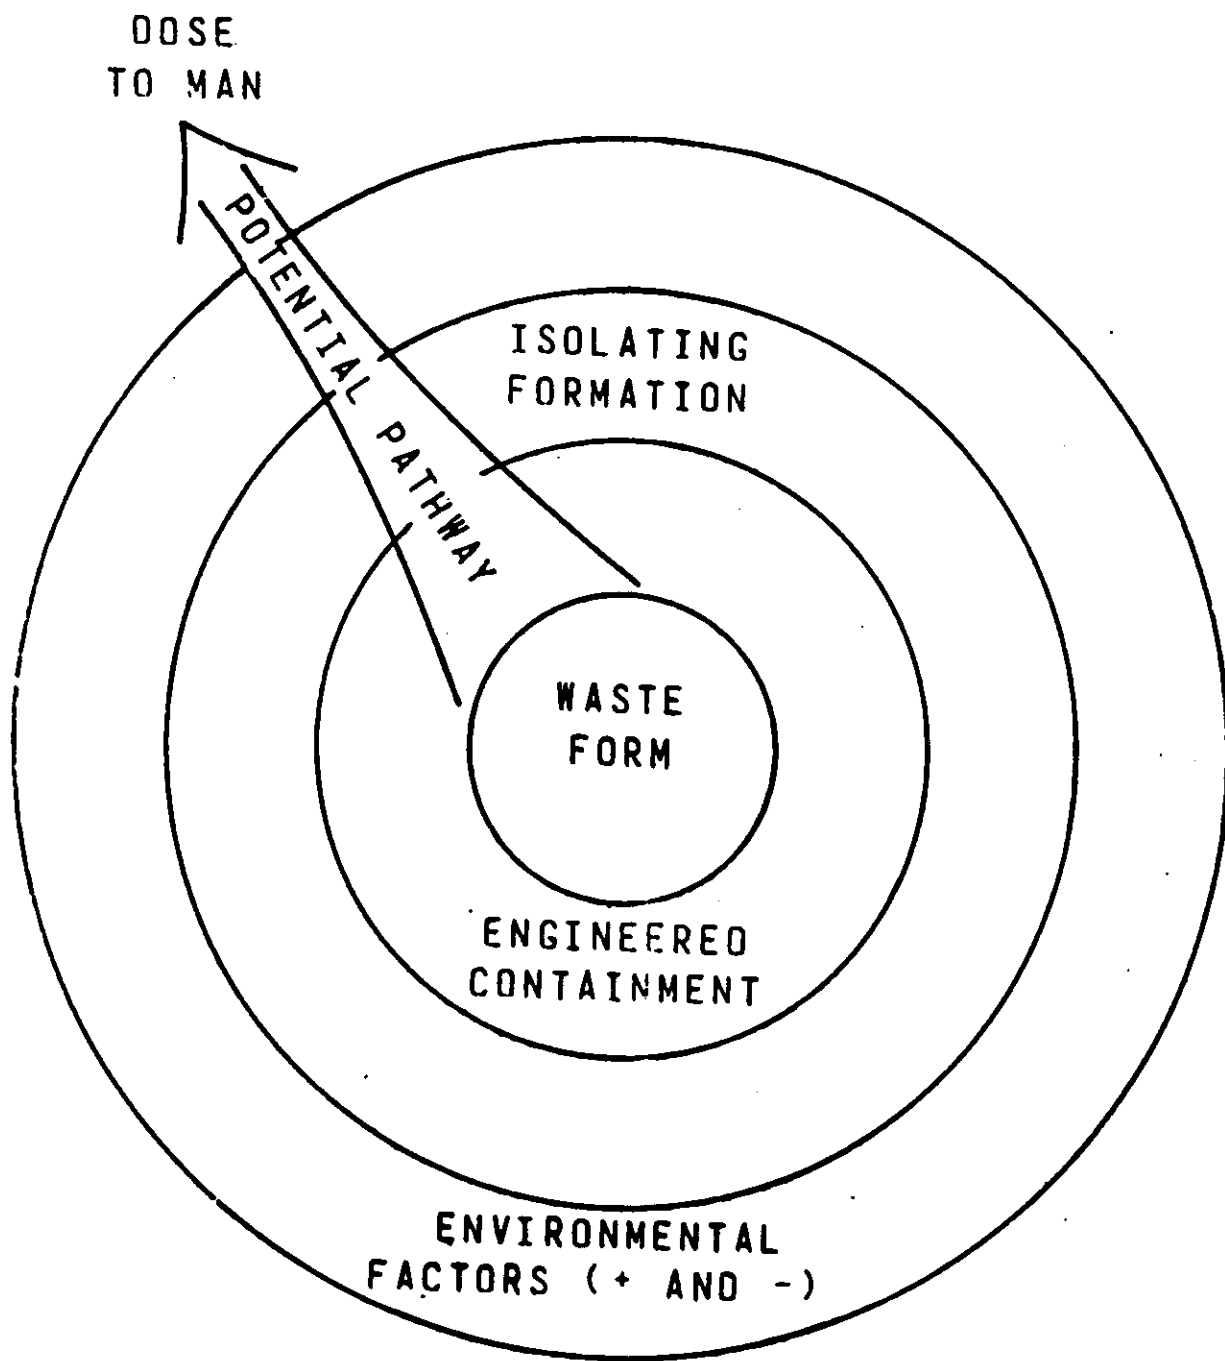 DOSE
TO MAN
POTENTIAL PATHWAY
ISOLATING
FORMATION
WASTE
FORM
ENGINEERED
CONTAINMENT
ENVIRONMENTAL
FACTORS (+ AND -)